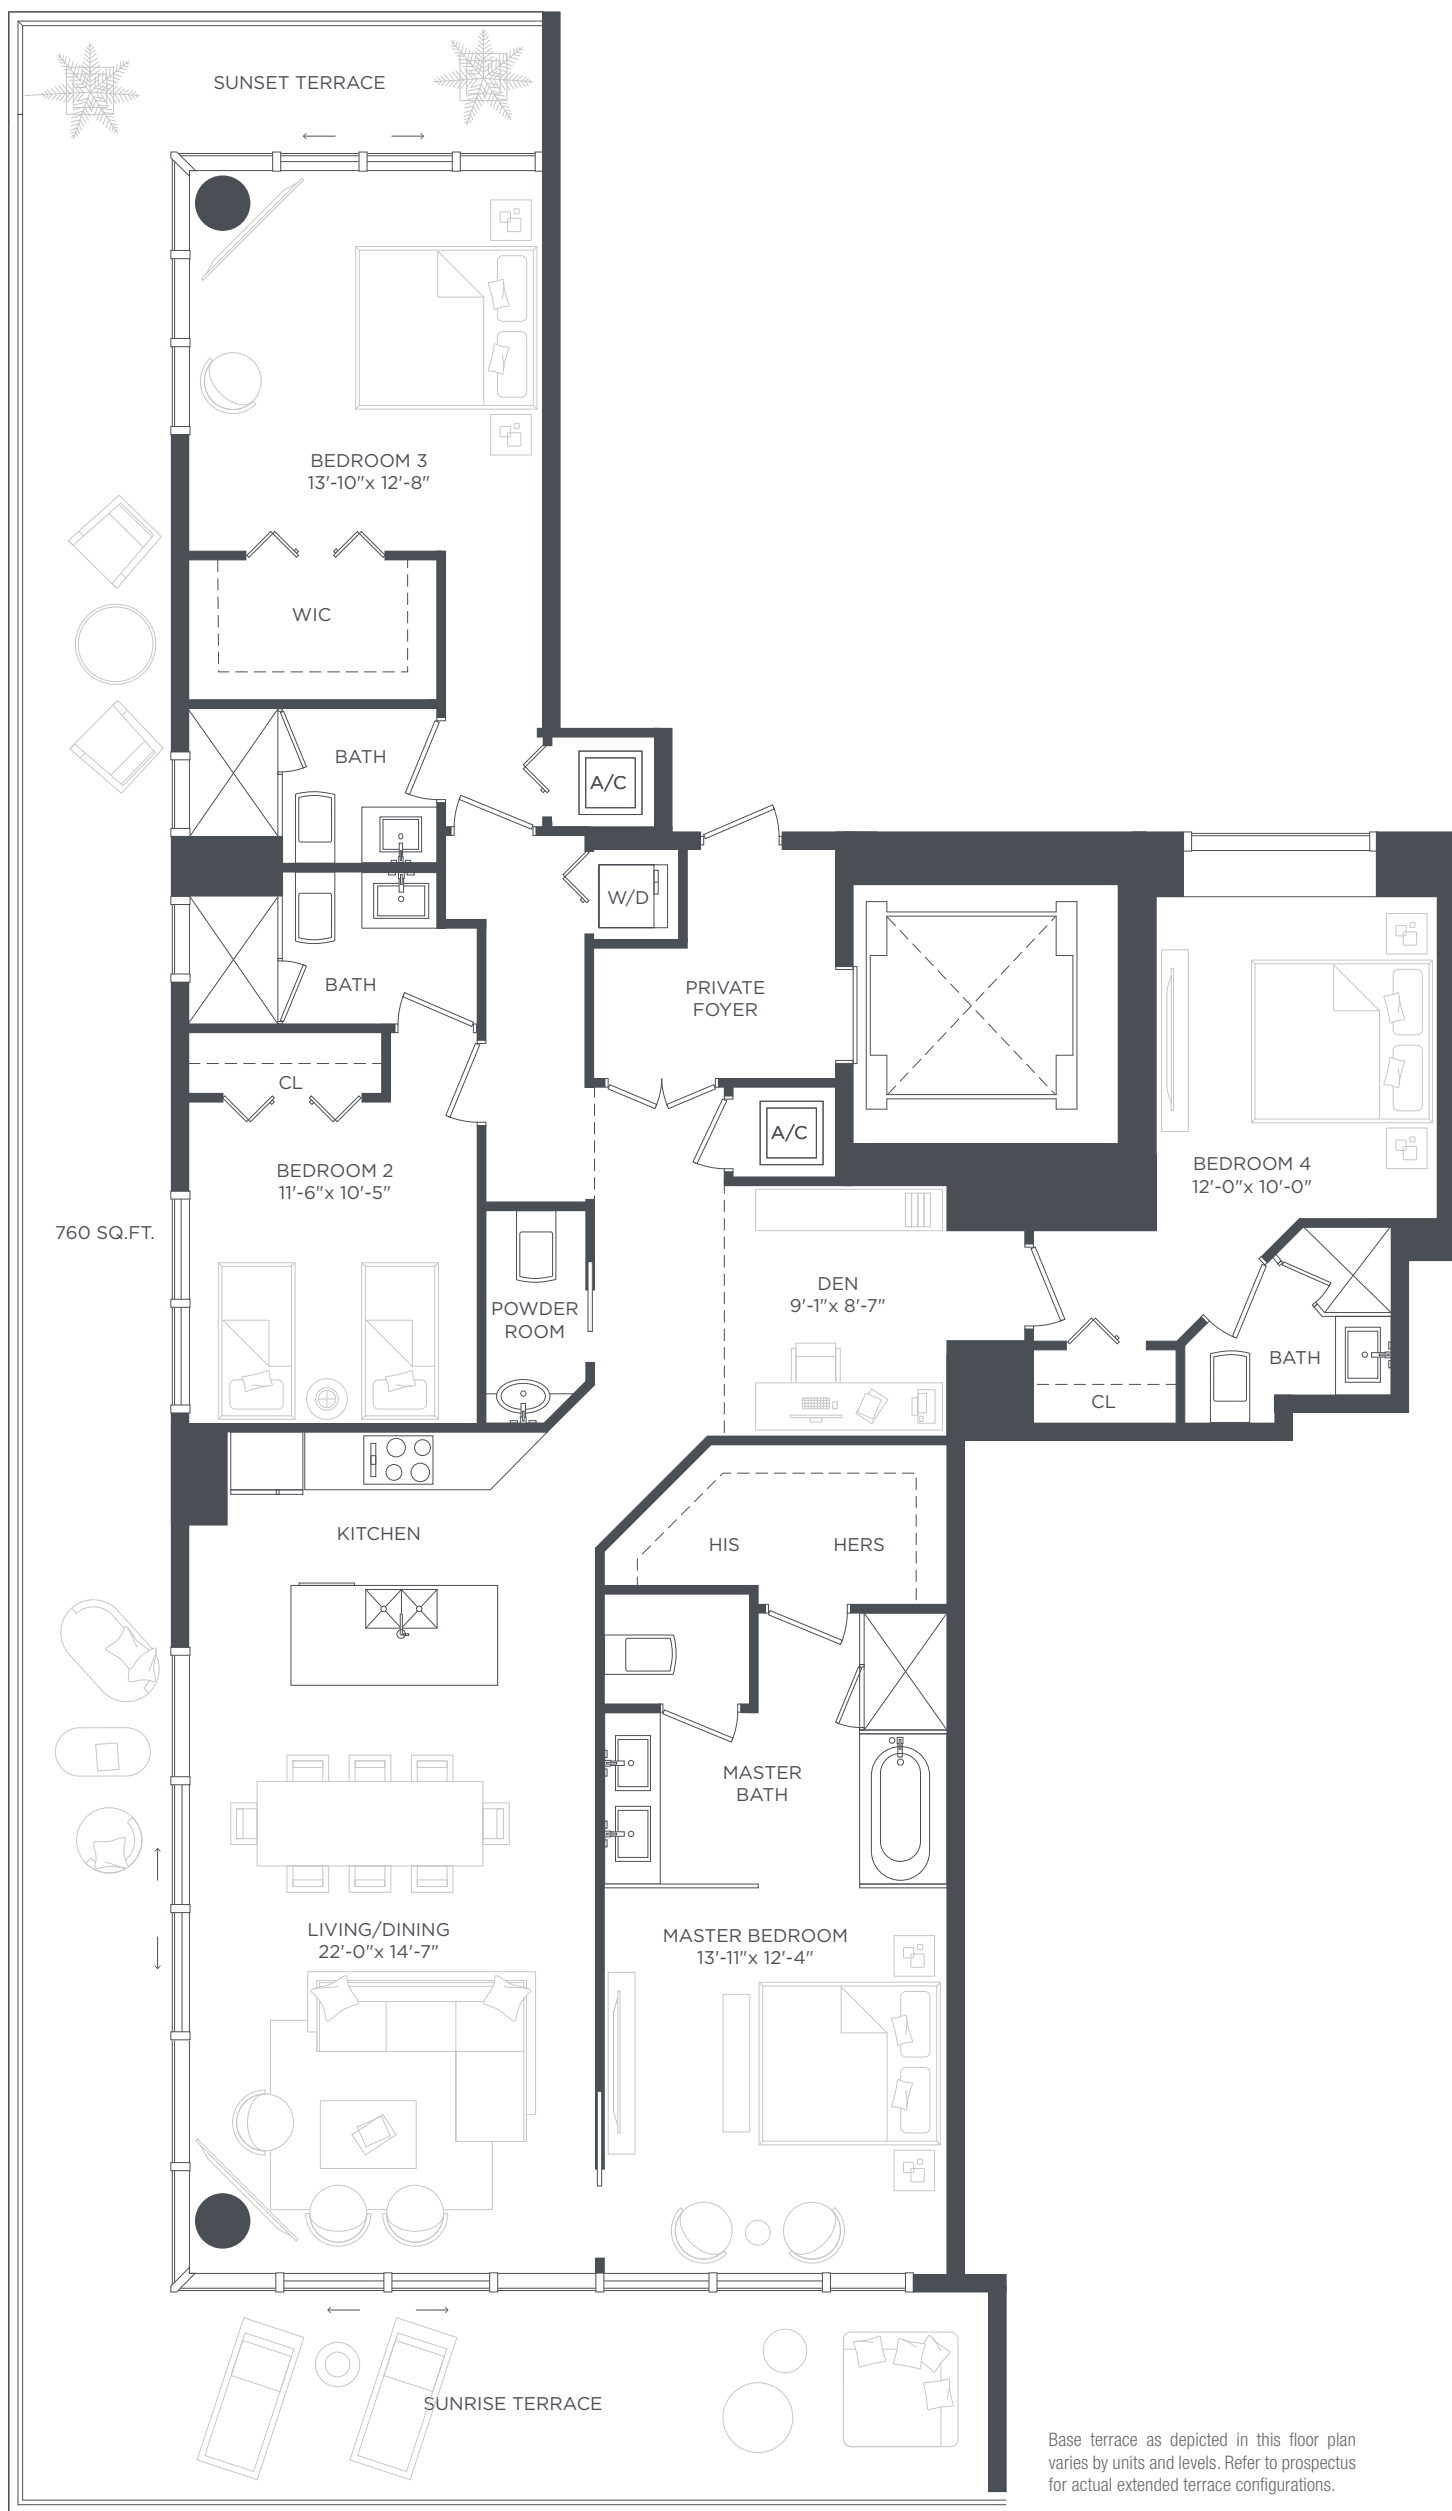 SUNSET TERRACE
BEDROOM 3
13'-10"x 12'-8"
WIC
BATH
A/C
W/D
BATH
PRIVATE
FOYER
CL
A/C
BEDROOM 2
11'-6"x 10'-5"
BEDROOM 4
12'-0"x 10'-0"
760 SQ.FT.
DEN
9'-1"x 8'-7"
POWDER
ROOM
BATH
CL
KITCHEN
HIS
HERS
MASTER
BATH
LIVING/DINING
22'-0"x 14'-7"
MASTER BEDROOM
13'-11"x 12'-4"
SUNRISE TERRACE
Base terrace as depicted in this floor plan
varies by units and levels. Refer to prospectus
for actual extended terrace configurations.